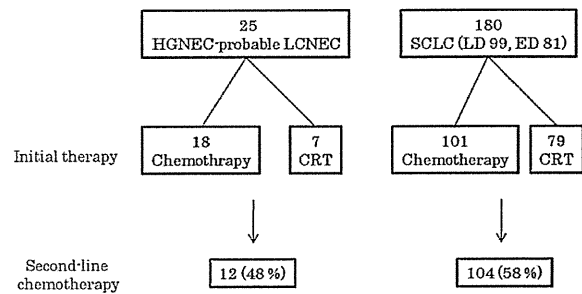 25
HGNEC-probable LCNEC
180
SCLC (LD 99, ED 81)
Initial therapy
18
Chemothrapy
7
CRT
101
Chemotherapy
79
CRT
Second-line
chemotherapy
12 (48 %)
104 (58 %)